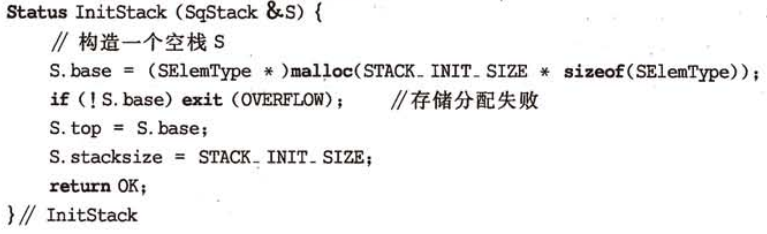 Status InitStack (SqStack &S) {
// 构造一个空栈 S
S.base = (SElemType * )malloc(STACK_INIT_SIZE * sizeof(SElemType));
if (!S.base) exit (OVERFLOW); //存储分配失败
S.top = S.base;
S.stacksize = STACK_INIT_SIZE;
return OK;
}// InitStack